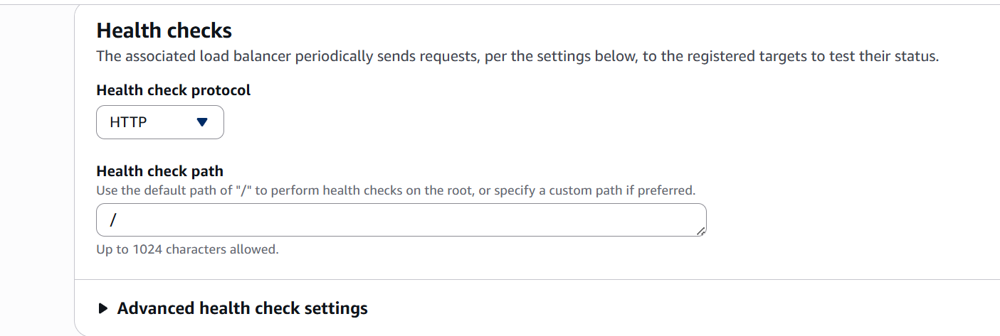 Health checks
The associated load balancer periodically sends requests, per the settings below, to the registered targets to test their status.
Health check protocol
HTTP
Health check path
Use the default path of "/" to perform health checks on the root, or specify a custom path if preferred.
/
Up to 1024 characters allowed.
Advanced health check settings